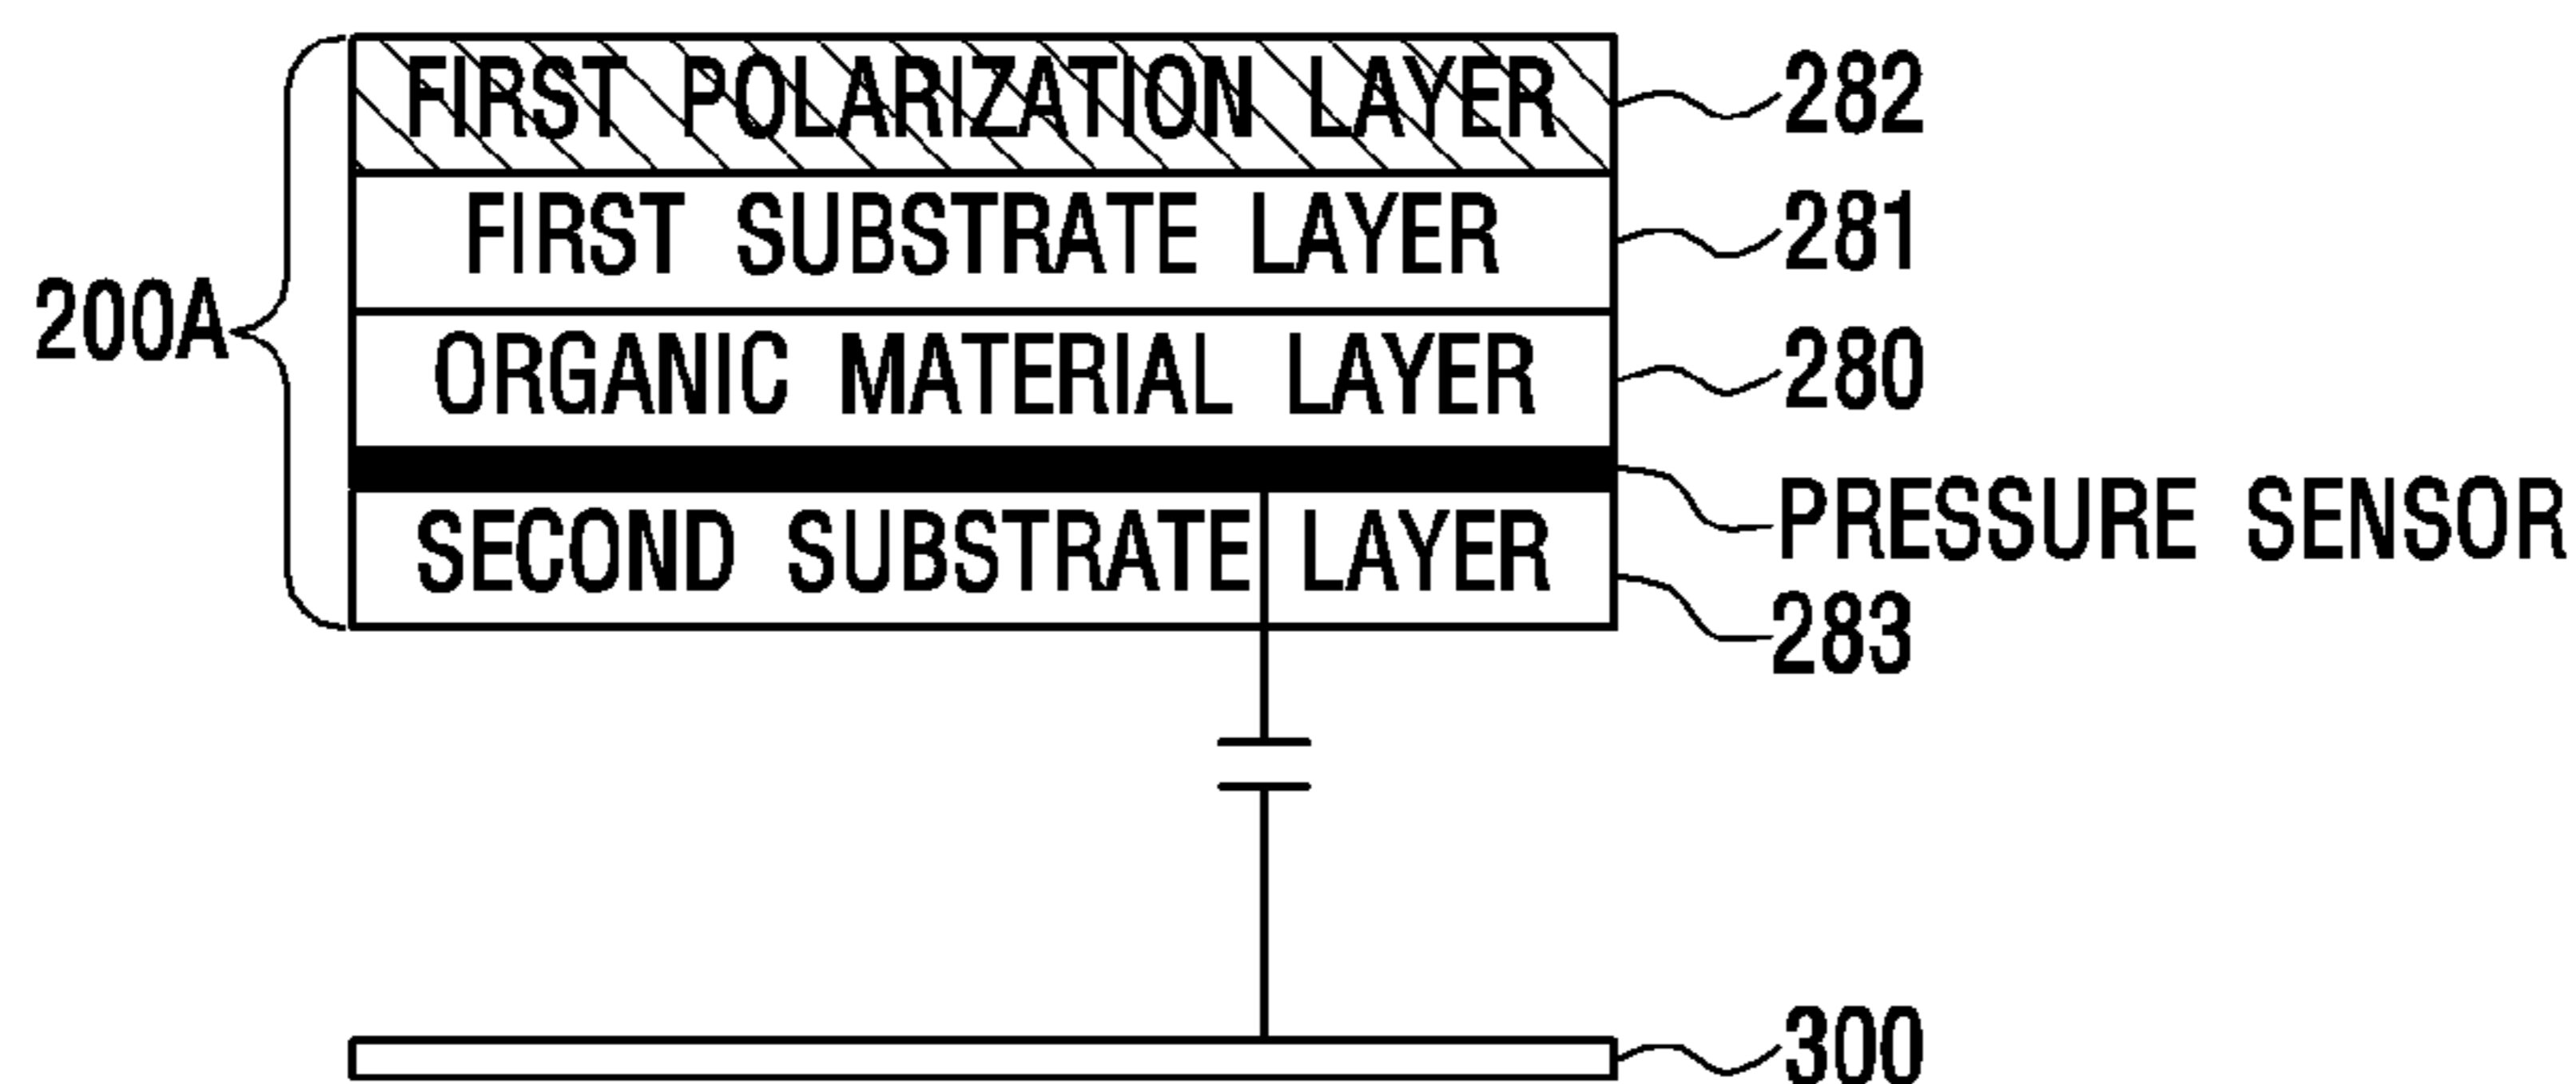 FIRST POLARIZATION LAYER
282
FIRST SUBSTRATE LAYER
281
200A
ORGANIC MATERIAL LAYER
280
PRESSURE SENSOR
SECOND SUBSTRATE LAYER
283
300